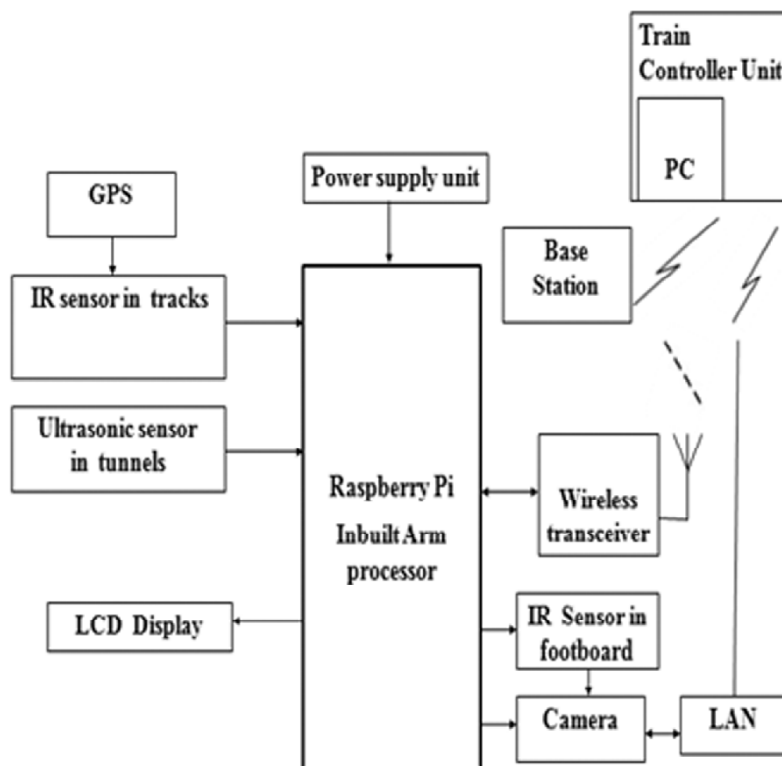 Train
Controller Unit
PC
Power supply unit
GPS
Base
Station
IR sensor in tracks
Ultrasonic sensor
in tunnels
Raspberry Pi
Inbuilt Arm
processor
Wireless
transceiver
LCD Display
IR Sensor in
footboard
Camera
LAN